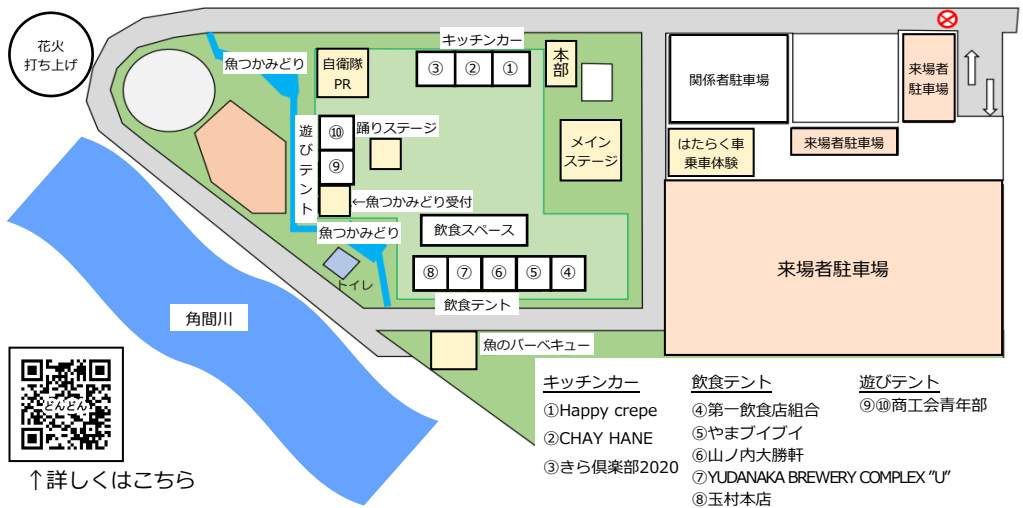 花火
打ち上げ
魚つかみどり
自衛隊
PR
キッチンカー
③
②
①
本部
関係者駐車場
来場者
駐車場
遊びテント
⑩
⑨
踊りステージ
メイン
ステージ
はたらく車
乗車体験
来場者駐車場
←魚つかみどり受付
魚つかみどり
飲食スペース
⑧
⑦
⑥
⑤
④
飲食テント
トイレ
来場者駐車場
角間川
魚のバーベキュー
どんどん
↑詳しくはこちら
キッチンカー
①Happy crepe
②CHAY HANE
③きら倶楽部2020
飲食テント
④第一飲食店組合
⑤やまブイブイ
⑥山ノ内大勝軒
⑦YUDANAKA BREWERY COMPLEX ”U”
⑧玉村本店
遊びテント
⑨⑩商工会青年部